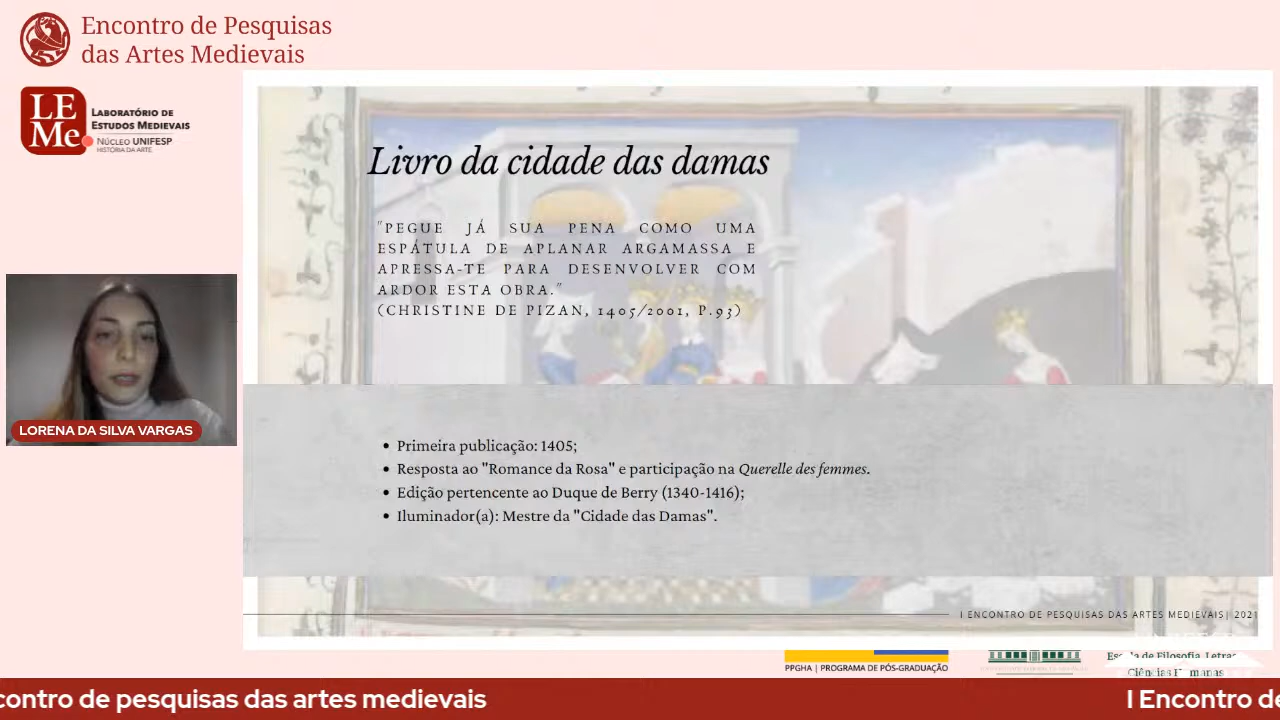 Encontro de Pesquisas
das Artes Medievais
LE
Me
LABORATÓRIO DE
ESTUDOS MEDIEVAIS
NÚCLEO UNIFESP
HISTÓRIA DA ARTE
Livro da cidade das damas
"PEGUE JÁ SUA PENA COMO UMA
ESPÁTULA DE APLANAR ARGAMASSA E
APRESSA-TE PARA DESENVOLVER COM
ARDOR ESTA OBRA."
(CHRISTINE DE PIZAN, 1405/2001, P.93)
LORENA DA SILVA VARGAS
• Primeira publicação: 1405;
• Resposta ao "Romance da Rosa" e participação na Querelle des femmes.
• Edição pertencente ao Duque de Berry (1340-1416);
• Iluminador(a): Mestre da "Cidade das Damas".
I ENCONTRO DE PESQUISAS DAS ARTES MEDIEVAIS| 2021
PPGHA | PROGRAMA DE PÓS-GRADUAÇÃO
de Filosofia, Letras
Ciências
contro de pesquisas das artes medievais
I Encontro de